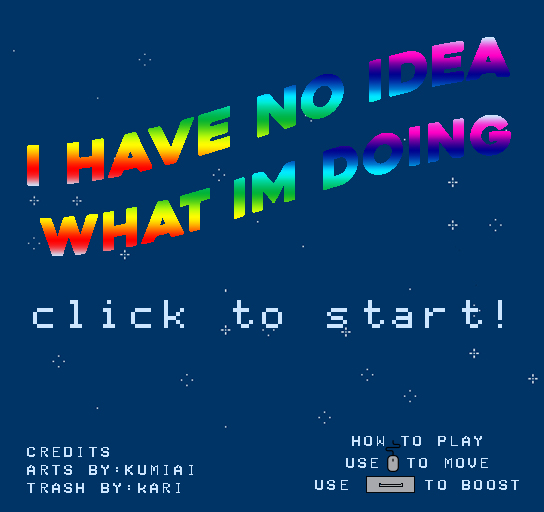 I HAVE NO IDEA
WHAT IM DOING
click to start!
CREDITS
ARTS BY:KUMIAI
TRASH BY:KARI
HOW TO PLAY
USE TO MOVE
USE TO BOOST